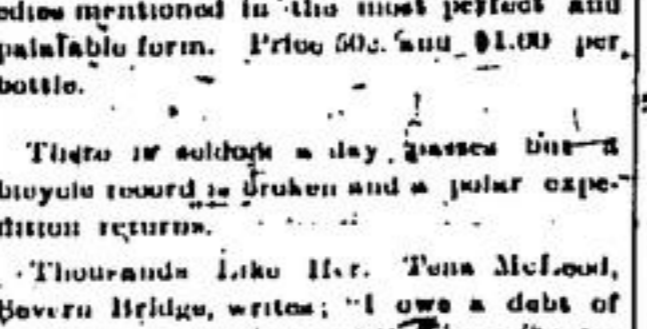 edies mentioned in the most perfect and
palatable form. Price 50c. and $1.00 per
bottle.
There is seldom a day passes but a
bicycle record is broken and a polar expe-
dition returns.
Thousands Like Her. Tena McLeod,
Severn Bridge, writes; "I owe a debt of